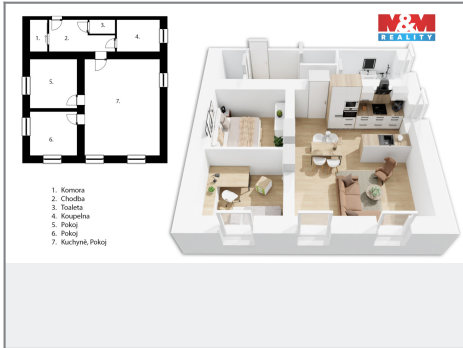 M&M
REALITY
1.
2.
3.
4.
5.
6.
7.
1. Komora
2. Chodba
3. Toaleta
4. Koupelna
5. Pokoj
6. Pokoj
7. Kuchyně, Pokoj